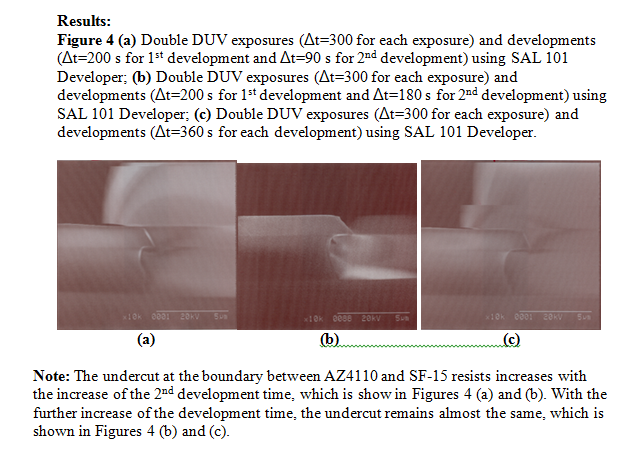 Results:
Figure 4 (a) Double DUV exposures (Δt=300 for each exposure) and developments
(Δt=200 s for 1st development and Δt=90 s for 2nd development) using SAL 101
Developer; (b) Double DUV exposures (Δt=300 for each exposure) and
developments (Δt=200 s for 1st development and Δt=180 s for 2nd development) using
SAL 101 Developer; (c) Double DUV exposures (Δt=300 for each exposure) and
developments (Δt=360 s for each development) using SAL 101 Developer.
x10k 0001 20kV 5um
x10k 0000 20kV 5um
x10k 0001 20kV 5um
(a)
(b)
(c)
Note: The undercut at the boundary between AZ4110 and SF-15 resists increases with
the increase of the 2nd development time, which is show in Figures 4 (a) and (b). With the
further increase of the development time, the undercut remains almost the same, which is
shown in Figures 4 (b) and (c).